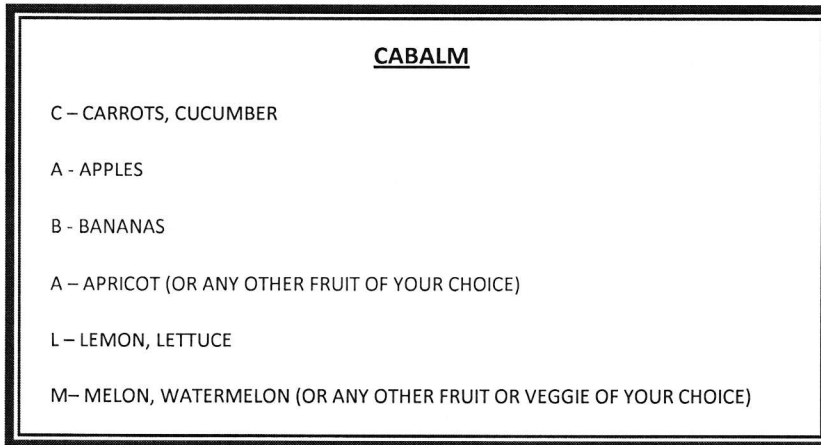 CABALM
C – CARROTS, CUCUMBER
A - APPLES
B - BANANAS
A – APRICOT (OR ANY OTHER FRUIT OF YOUR CHOICE)
L – LEMON, LETTUCE
M– MELON, WATERMELON (OR ANY OTHER FRUIT OR VEGGIE OF YOUR CHOICE)